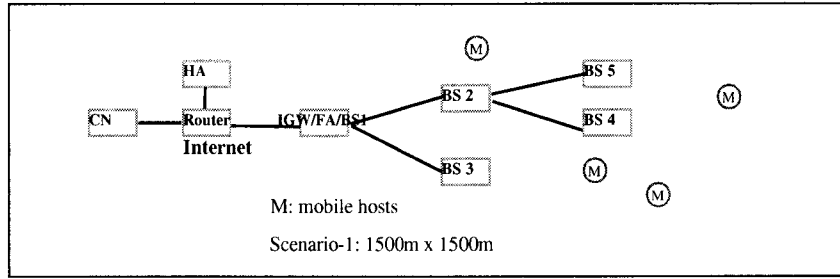 M
HA
BS 5
BS 2
M
CN
Router
IGW/FA/BS1
BS 4
Internet
BS 3
M
M
M: mobile hosts
Scenario-1: 1500m x 1500m